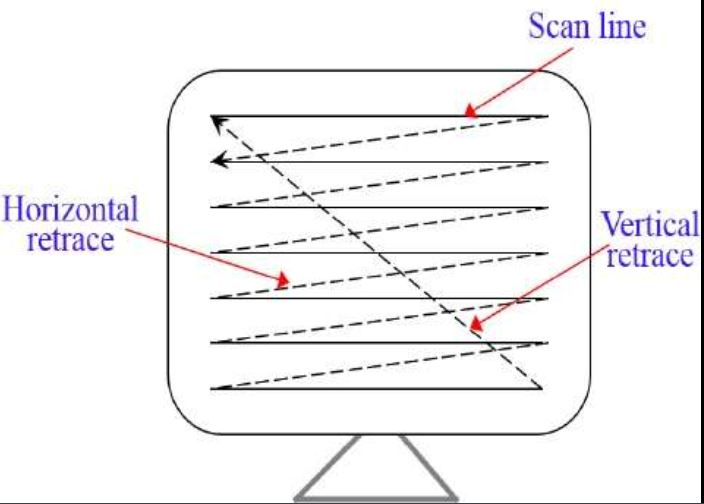 Scan line
Horizontal
retrace
Vertical
retrace